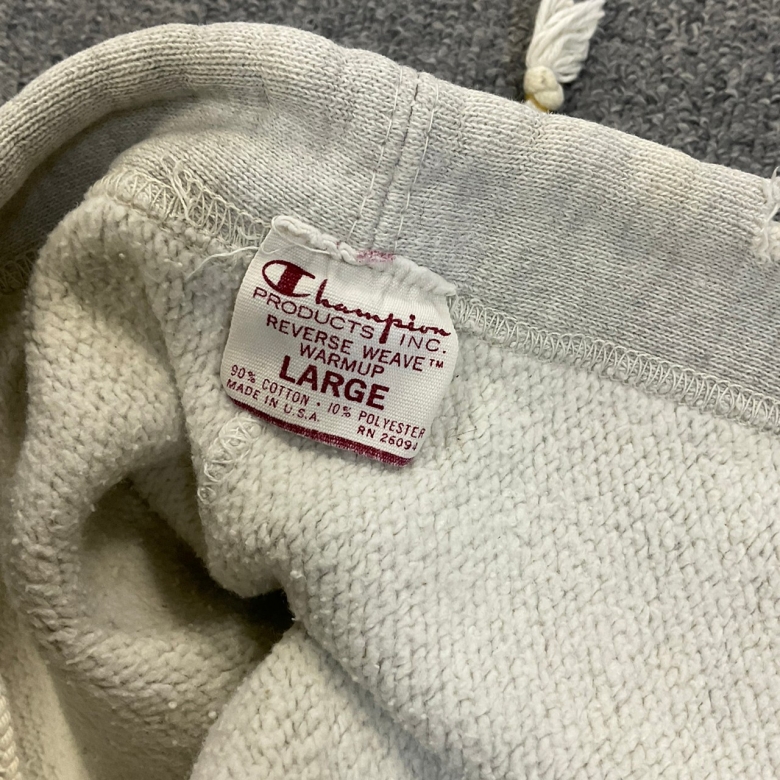 Champion
PRODUCTS INC.
REVERSE WEAVE™
WARMUP
LARGE
90% COTTON · 10% POLYESTER
MADE IN U.S.A.
RN 26094